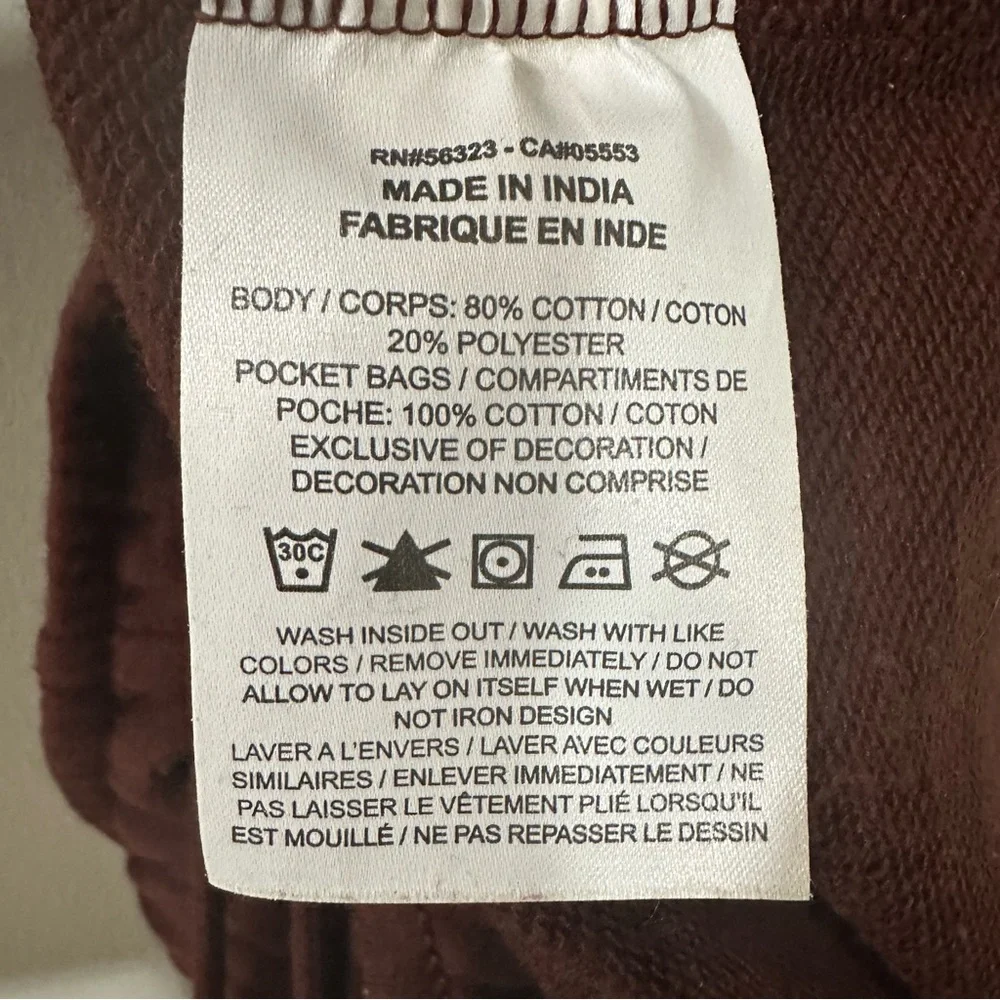 RN#56323 - CA#05553
MADE IN INDIA
FABRIQUE EN INDE
BODY / CORPS: 80% COTTON / COTON
20% POLYESTER
POCKET BAGS / COMPARTIMENTS DE
POCHE: 100% COTTON / COTON
EXCLUSIVE OF DECORATION /
DECORATION NON COMPRISE
30C
WASH INSIDE OUT / WASH WITH LIKE
COLORS / REMOVE IMMEDIATELY / DO NOT
ALLOW TO LAY ON ITSELF WHEN WET / DO
NOT IRON DESIGN
LAVER A L'ENVERS / LAVER AVEC COULEURS
SIMILAIRES / ENLEVER IMMEDIATEMENT / NE
PAS LAISSER LE VÊTEMENT PLIÉ LORSQU'IL
EST MOUILLÉ / NE PAS REPASSER LE DESSIN